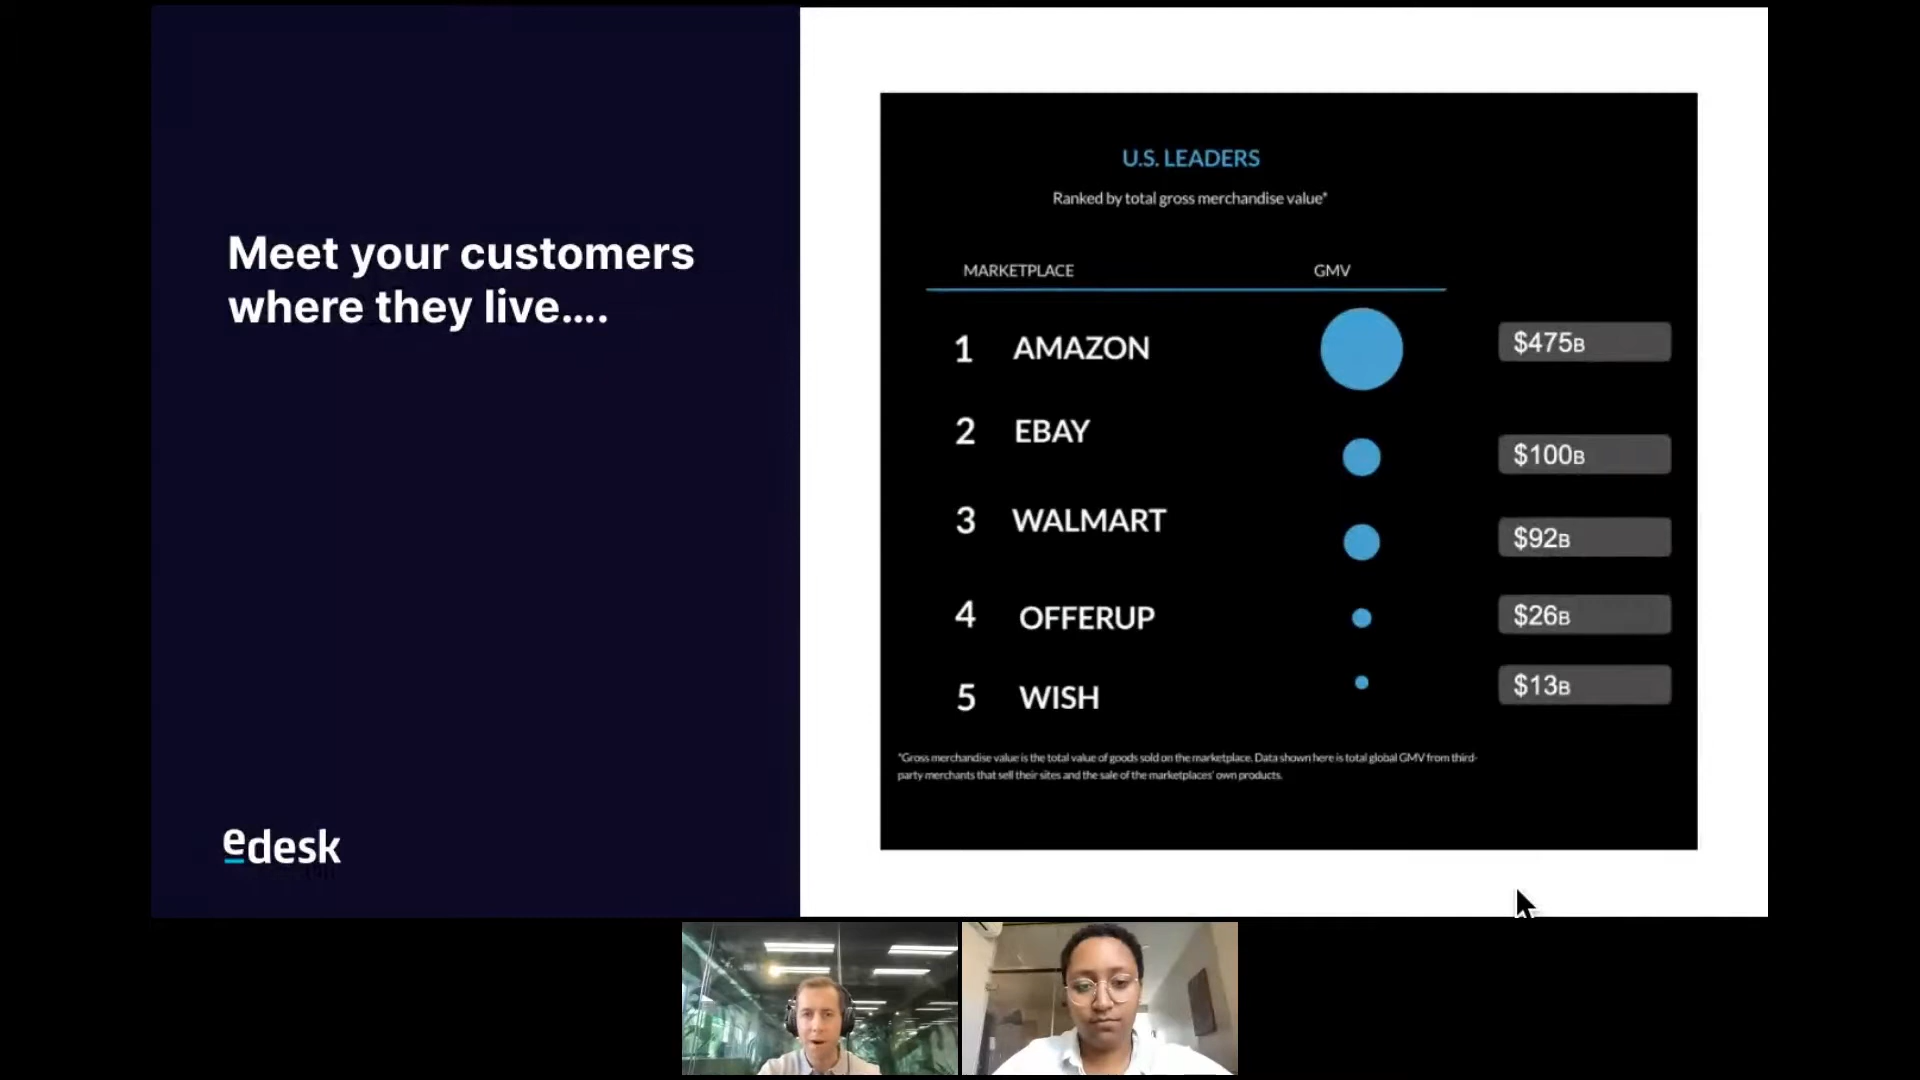 Meet your customers
where they live....
edesk
U.S. LEADERS
Ranked by total gross merchandise value*
MARKETPLACE GMV
1 AMAZON $475B
2 EBAY $100B
3 WALMART $92B
4 OFFERUP $26B
5 WISH $13B
*Gross merchandise value is the total value of goods sold on the marketplace. Data shown here is total global GMV from third-
party merchants that sell their sites and the sale of the marketplaces' own products.